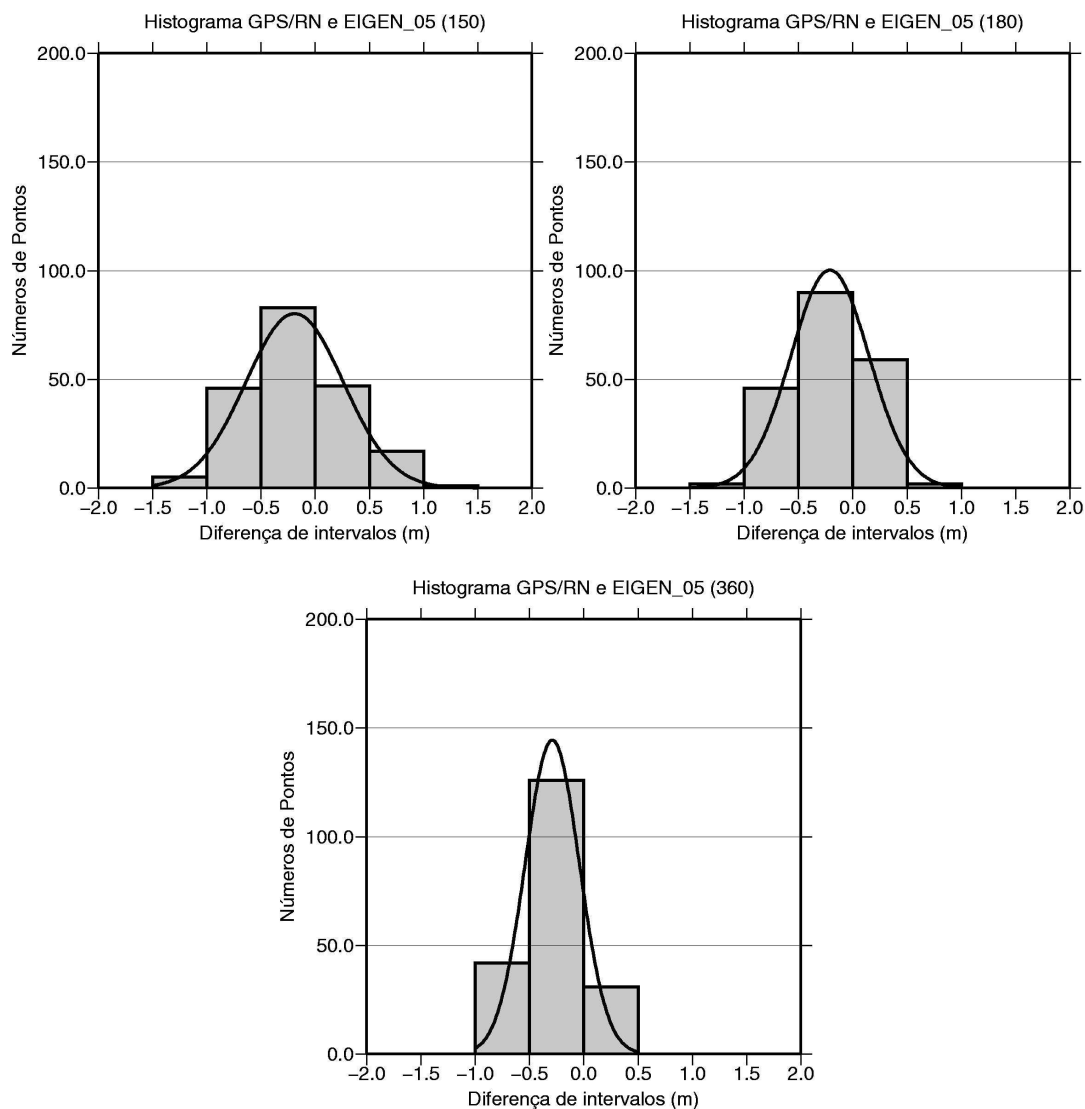 Histograma GPS/RN e EIGEN_05 (150)
200.0
150.0
100.0
50.0
0.0
Números de Pontos
−2.0 −1.5 −1.0 −0.5 0.0 0.5 1.0 1.5 2.0
Diferença de intervalos (m)
Histograma GPS/RN e EIGEN_05 (180)
200.0
150.0
100.0
50.0
0.0
Números de Pontos
−2.0 −1.5 −1.0 −0.5 0.0 0.5 1.0 1.5 2.0
Diferença de intervalos (m)
Histograma GPS/RN e EIGEN_05 (360)
200.0
150.0
100.0
50.0
0.0
Números de Pontos
−2.0 −1.5 −1.0 −0.5 0.0 0.5 1.0 1.5 2.0
Diferença de intervalos (m)